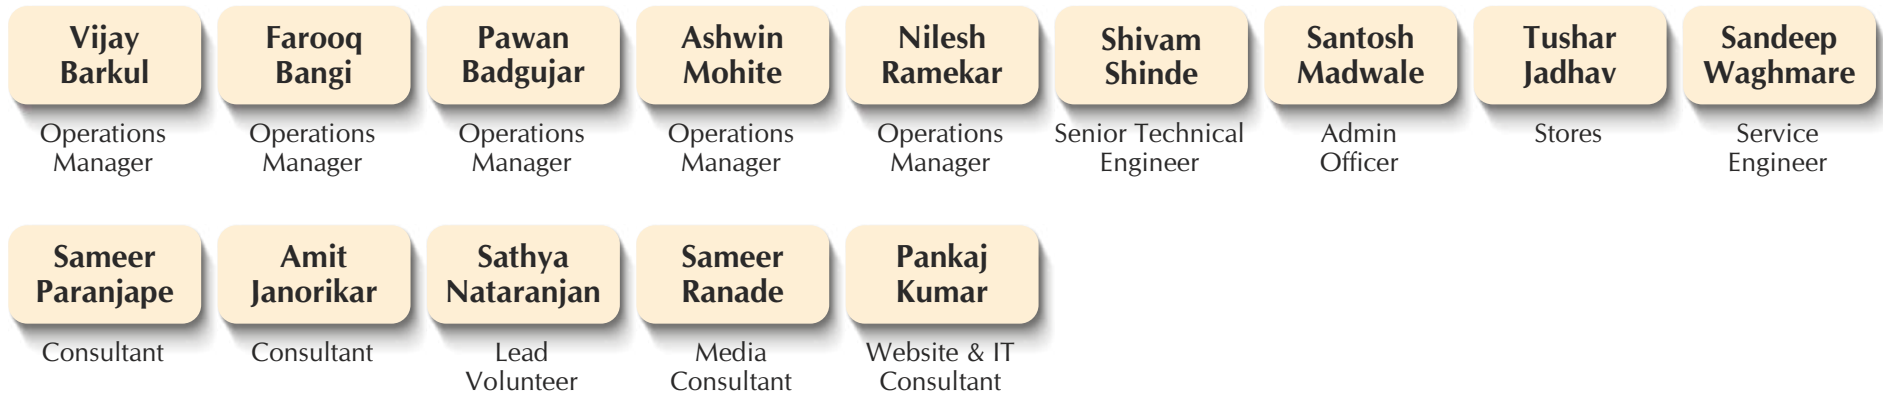 Vijay
Barkul
Operations
Manager
Farooq
Bangi
Operations
Manager
Pawan
Badgujar
Operations
Manager
Ashwin
Mohite
Operations
Manager
Nilesh
Ramekar
Operations
Manager
Shivam
Shinde
Senior Technical
Engineer
Santosh
Madwale
Admin
Officer
Tushar
Jadhav
Stores
Sandeep
Waghmare
Service
Engineer
Sameer
Paranjape
Consultant
Amit
Janorikar
Consultant
Sathya
Nataranjan
Lead
Volunteer
Sameer
Ranade
Media
Consultant
Pankaj
Kumar
Website & IT
Consultant